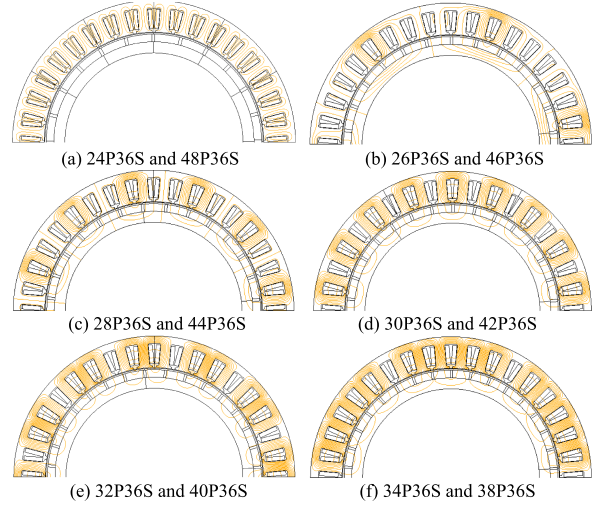 (a) 24P36S and 48P36S
(b) 26P36S and 46P36S
(c) 28P36S and 44P36S
(d) 30P36S and 42P36S
(e) 32P36S and 40P36S
(f) 34P36S and 38P36S